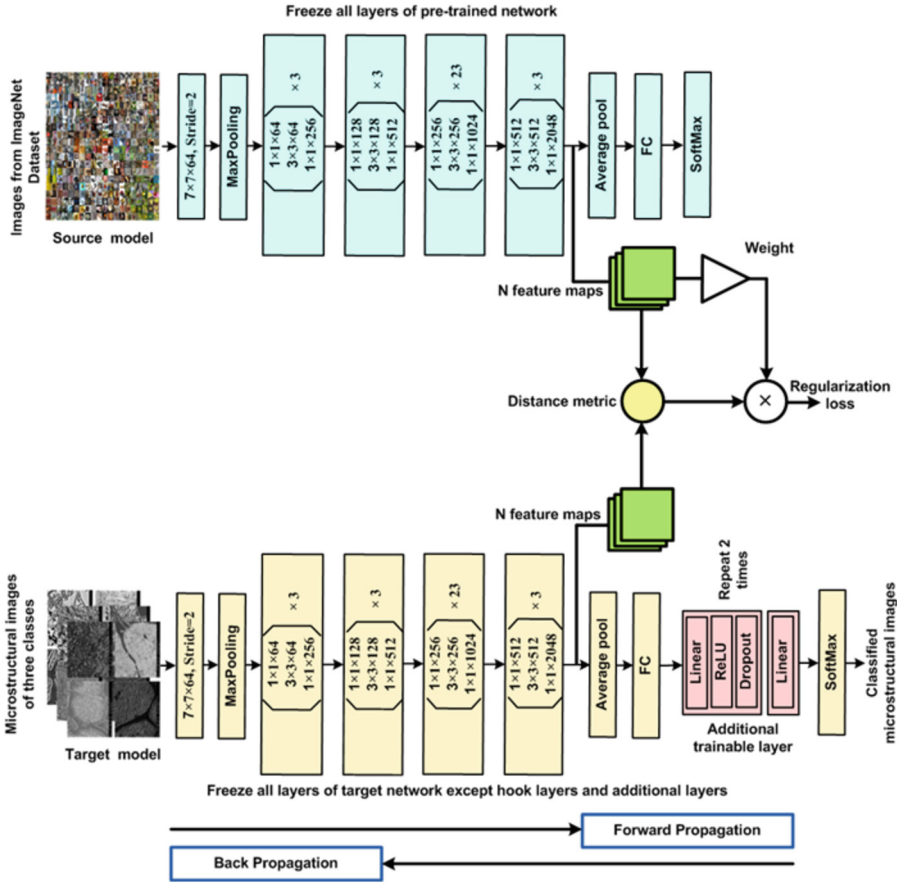 Freeze all layers of pre-trained network
Images from ImageNet
Dataset
Source model
7×7×64, Stride=2
MaxPooling
1×1×64
3×3×64
1×1×256
× 3
1×1×128
3×3×128
1×1×512
× 3
1×1×256
3×3×256
1×1×1024
× 23
1×1×512
3×3×512
1×1×2048
× 3
Average pool
FC
SoftMax
N feature maps
Weight
Distance metric
×
Regularization
loss
N feature maps
Microstructural images
of three classes
Target model
7×7×64, Stride=2
MaxPooling
1×1×64
3×3×64
1×1×256
× 3
1×1×128
3×3×128
1×1×512
× 3
1×1×256
3×3×256
1×1×1024
× 23
1×1×512
3×3×512
1×1×2048
× 3
Average pool
FC
Repeat 2
times
Linear
ReLU
Dropout
Linear
Additional
trainable layer
SoftMax
Classified
microstructural images
Freeze all layers of target network except hook layers and additional layers
Forward Propagation
Back Propagation